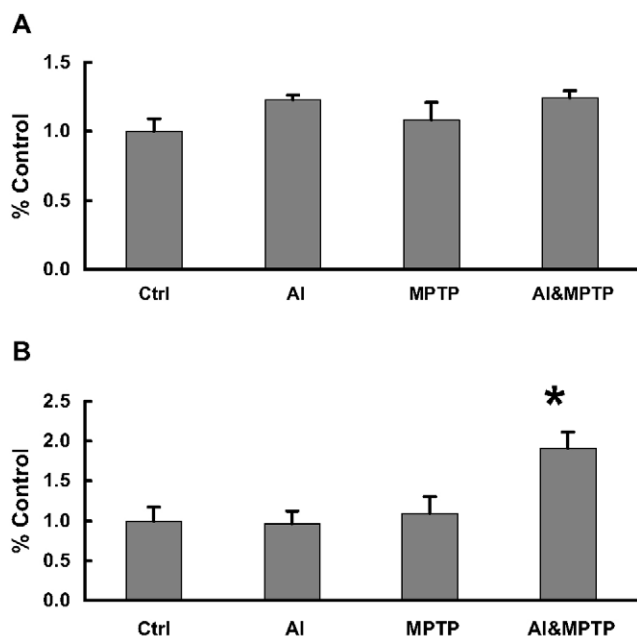 A
% Control
1.5
1.0
0.5
0.0
Ctrl Al MPTP Al&MPTP
B
*
% Control
2.5
2.0
1.5
1.0
0.5
0.0
Ctrl Al MPTP Al&MPTP